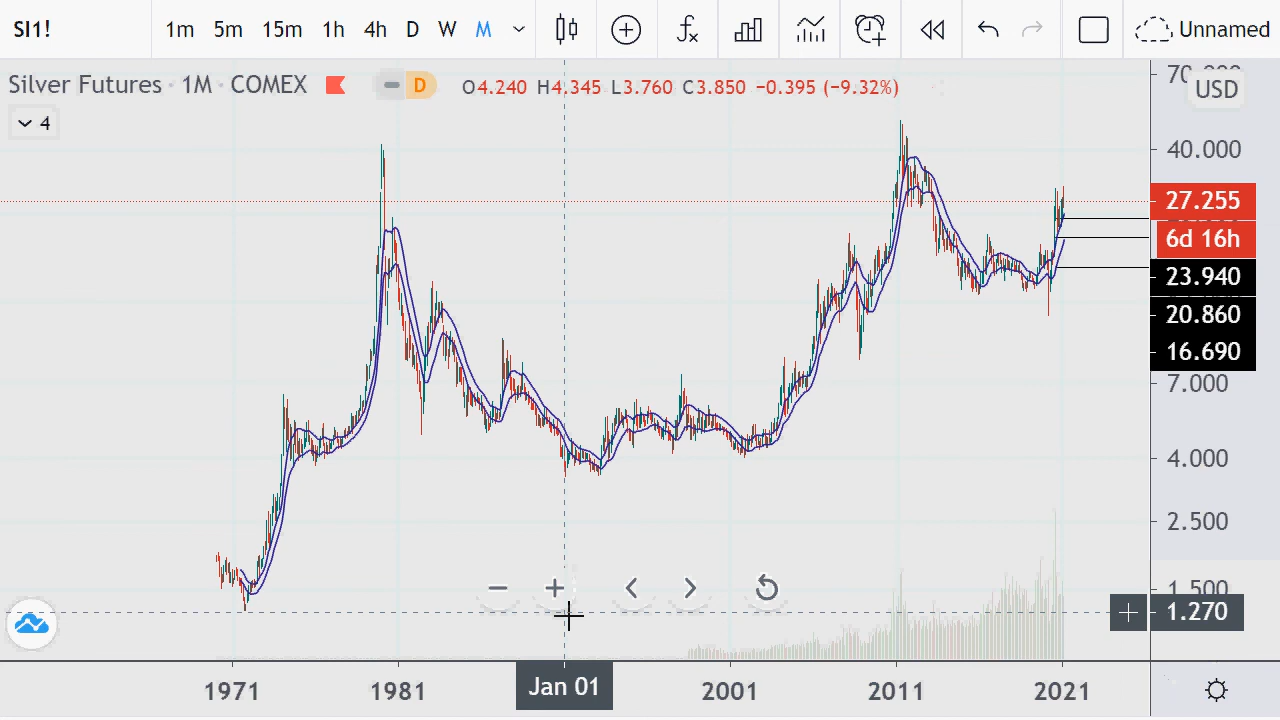 SI1! 1m 5m 15m 1h 4h D W M Unnamed
Silver Futures · 1M · COMEX D O4.240 H4.345 L3.760 C3.850 −0.395 (−9.32%)
USD
4
40.000
27.255
6d 16h
23.940
20.860
16.690
7.000
4.000
2.500
1.500
1.270
1971 1981 Jan 01 2001 2011 2021